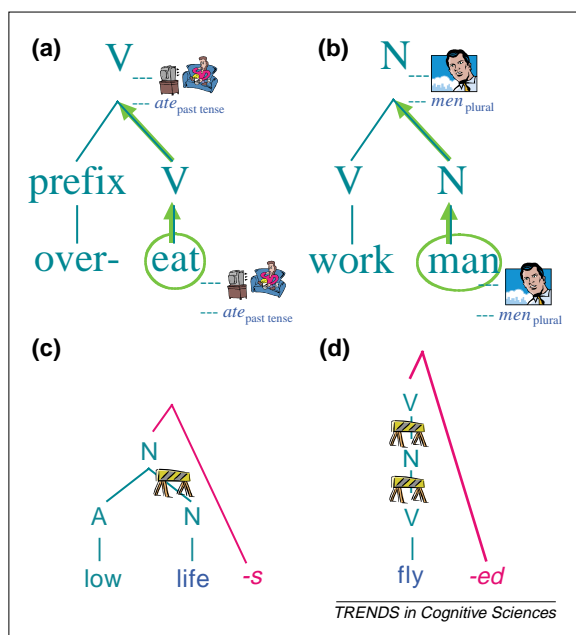 (a) (b)
V N
ate past tense men plural
prefix V V N
over- eat work man
ate past tense men plural
(c) (d)
V
N N
A N V
low life -s fly -ed
TRENDS in Cognitive Sciences